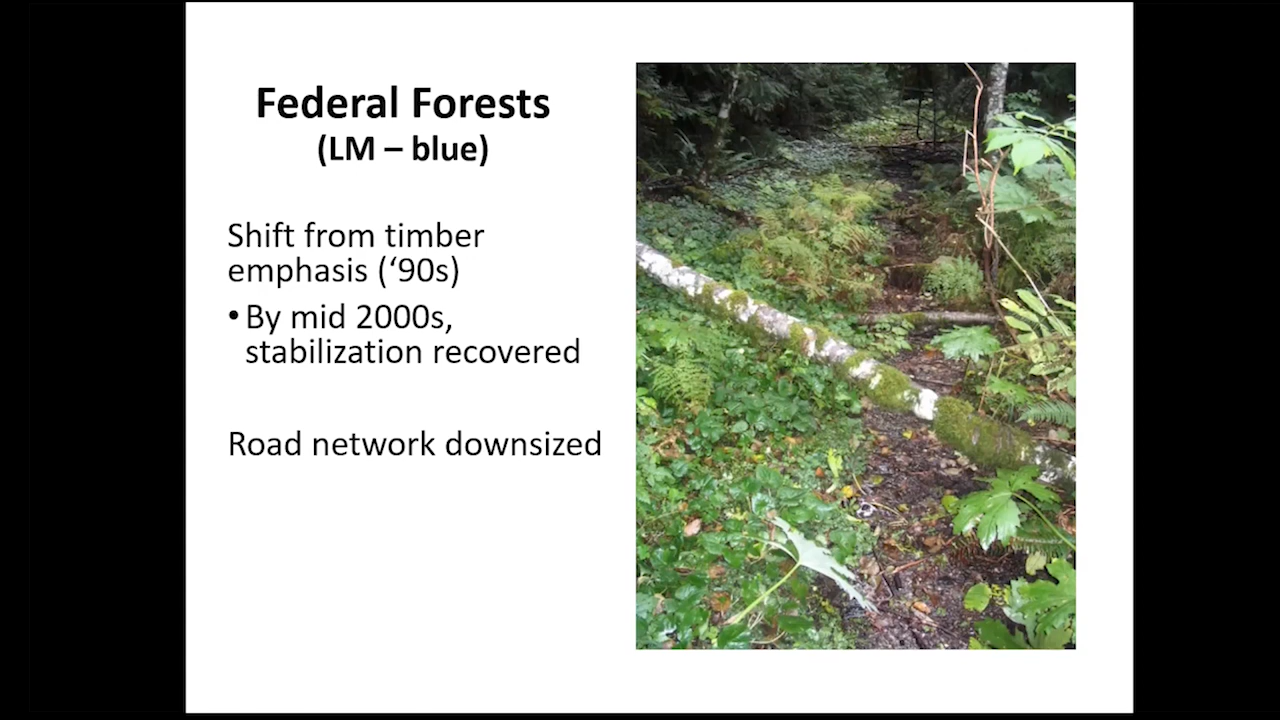 Federal Forests
(LM – blue)
Shift from timber
emphasis (‘90s)
• By mid 2000s,
stabilization recovered
Road network downsized